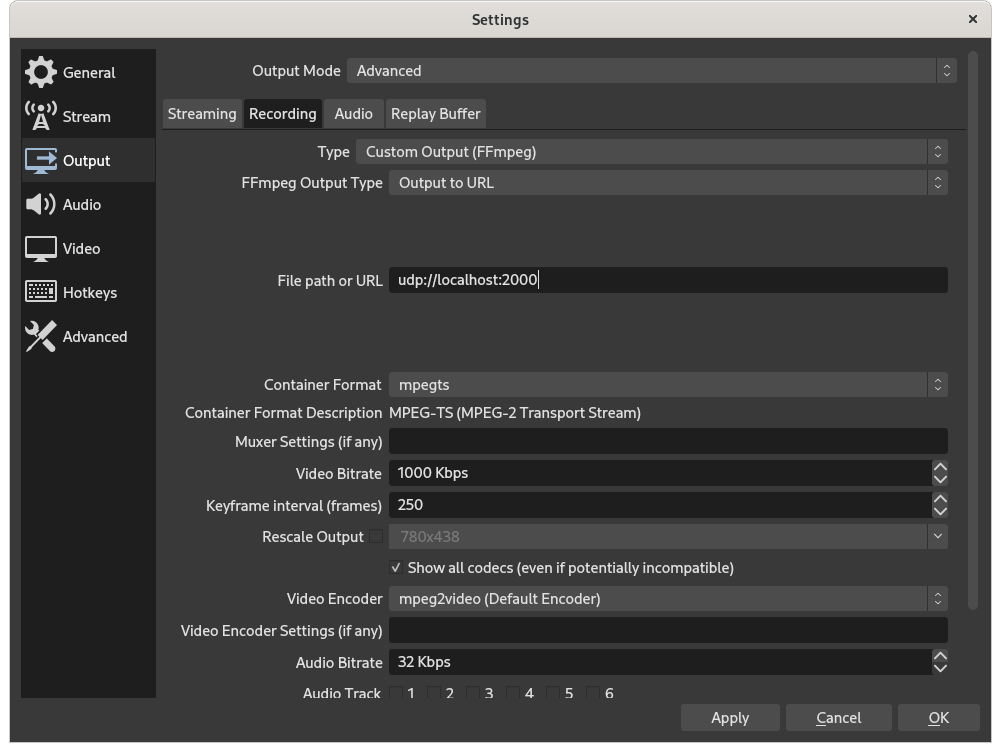 Settings
General
Stream
Output
Audio
Video
Hotkeys
Advanced
Output Mode Advanced
Streaming Recording Audio Replay Buffer
Type Custom Output (FFmpeg)
FFmpeg Output Type Output to URL
File path or URL udp://localhost:2000
Container Format mpegts
Container Format Description MPEG-TS (MPEG-2 Transport Stream)
Muxer Settings (if any)
Video Bitrate 1000 Kbps
Keyframe interval (frames) 250
Rescale Output 780x438
Show all codecs (even if potentially incompatible)
Video Encoder mpeg2video (Default Encoder)
Video Encoder Settings (if any)
Audio Bitrate 32 Kbps
Audio Track 1 2 3 4 5 6
Apply Cancel OK